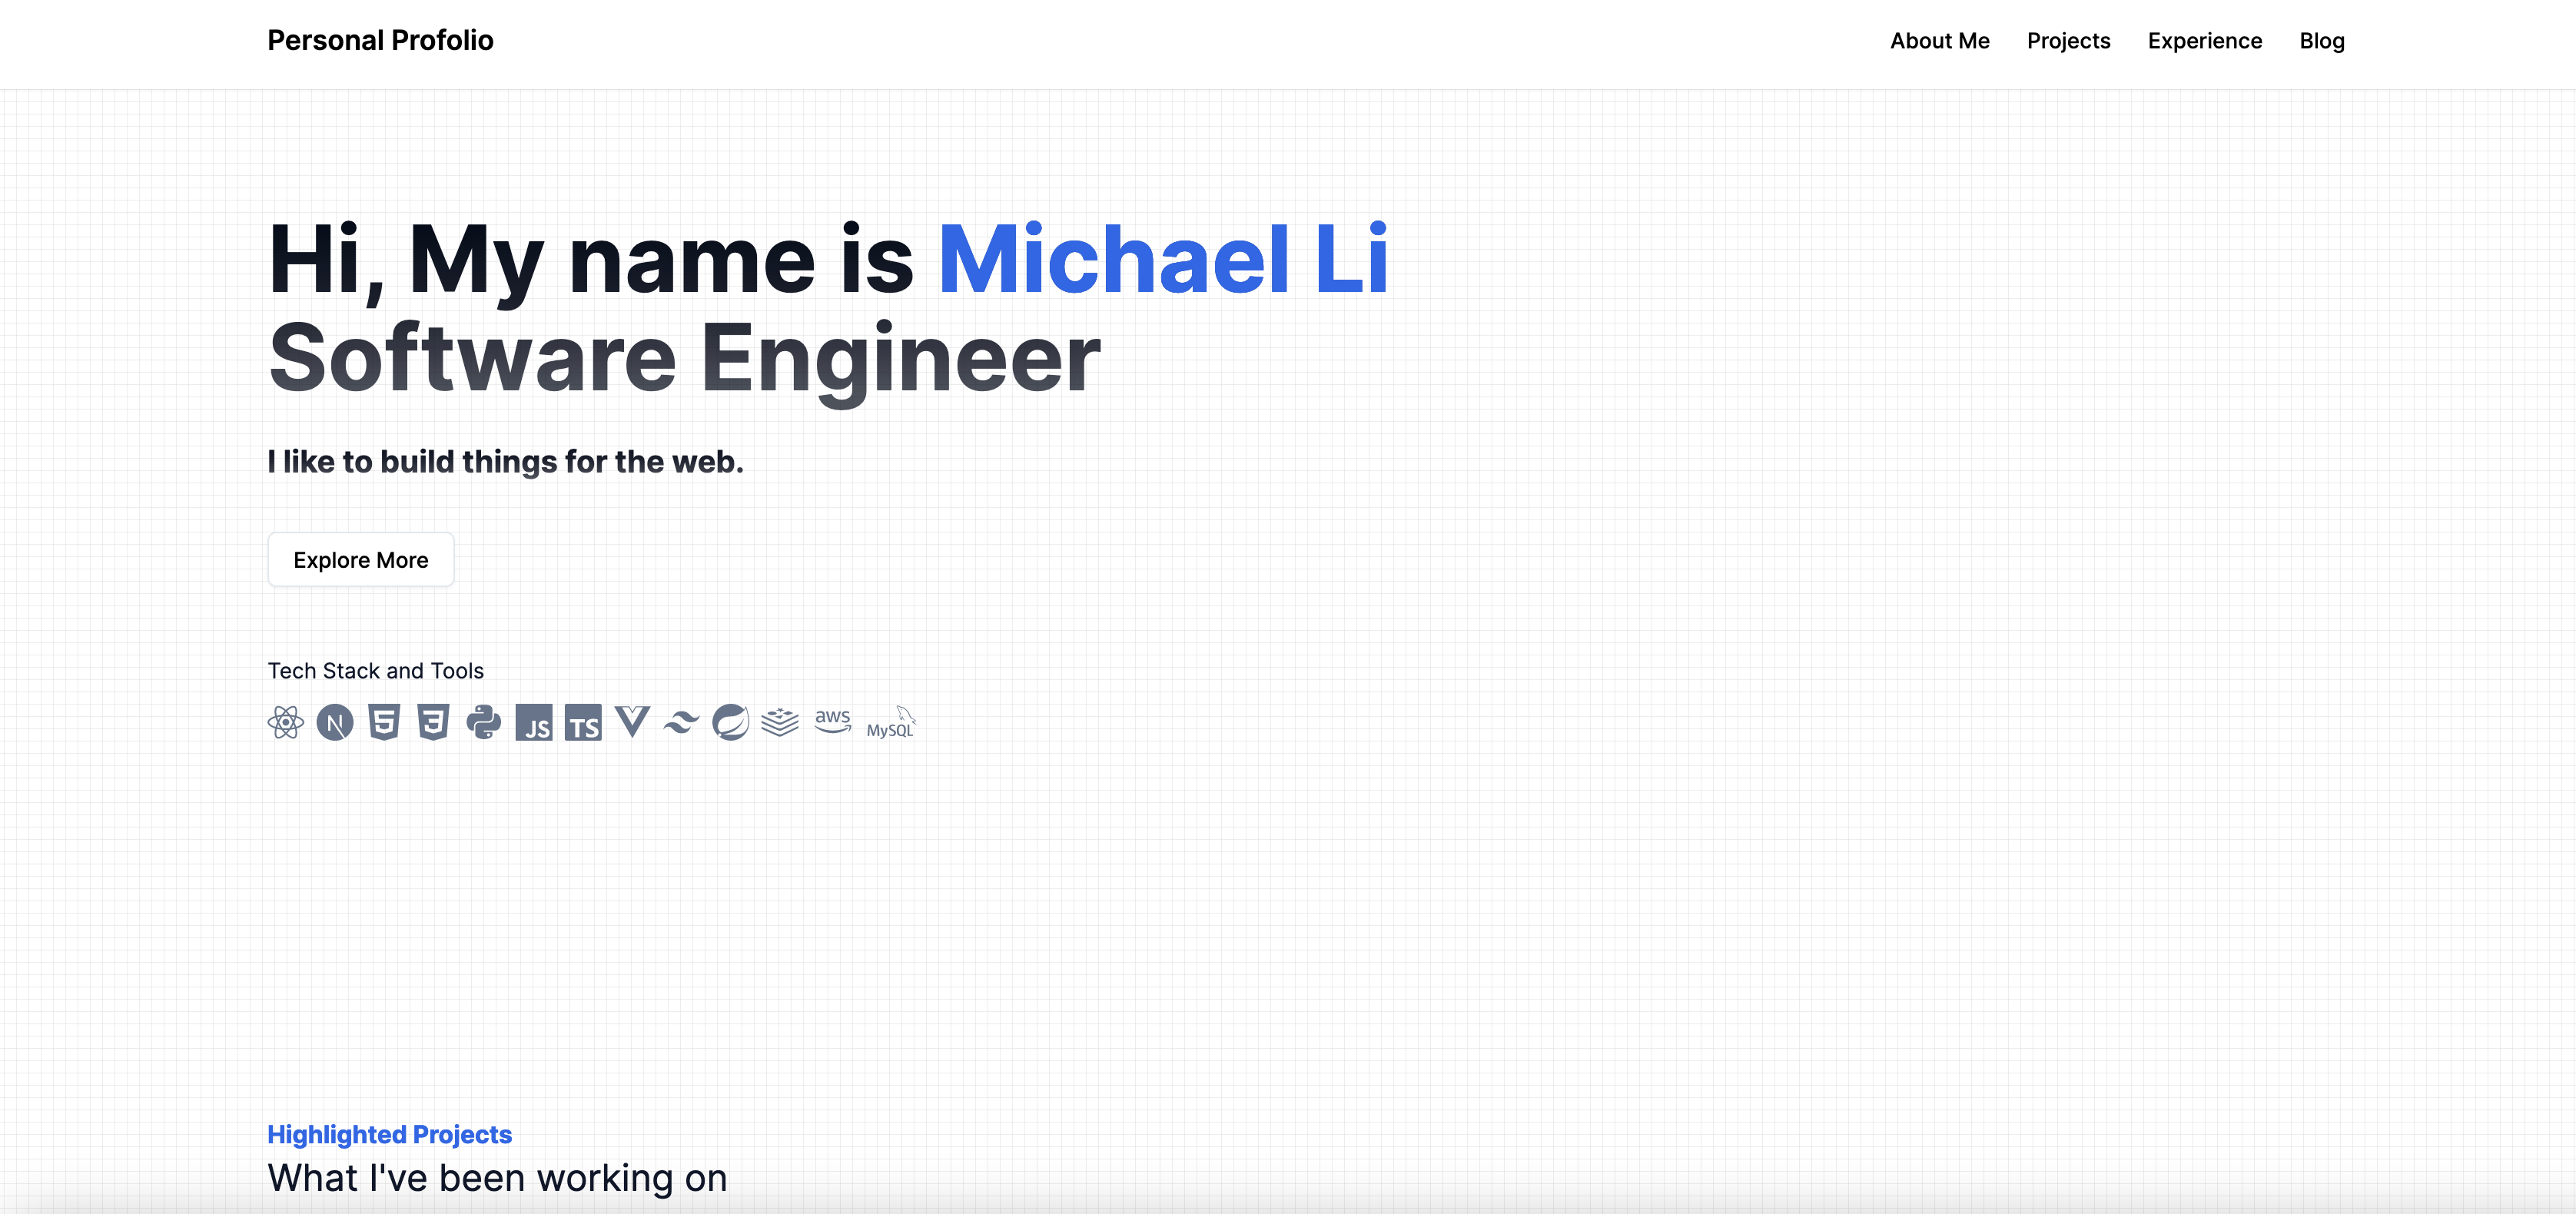 Personal Profolio
About Me Projects Experience Blog
Hi, My name is Michael Li
Software Engineer
I like to build things for the web.
Explore More
Tech Stack and Tools
N 5 3 JS TS aws MySQL
Highlighted Projects
What I've been working on